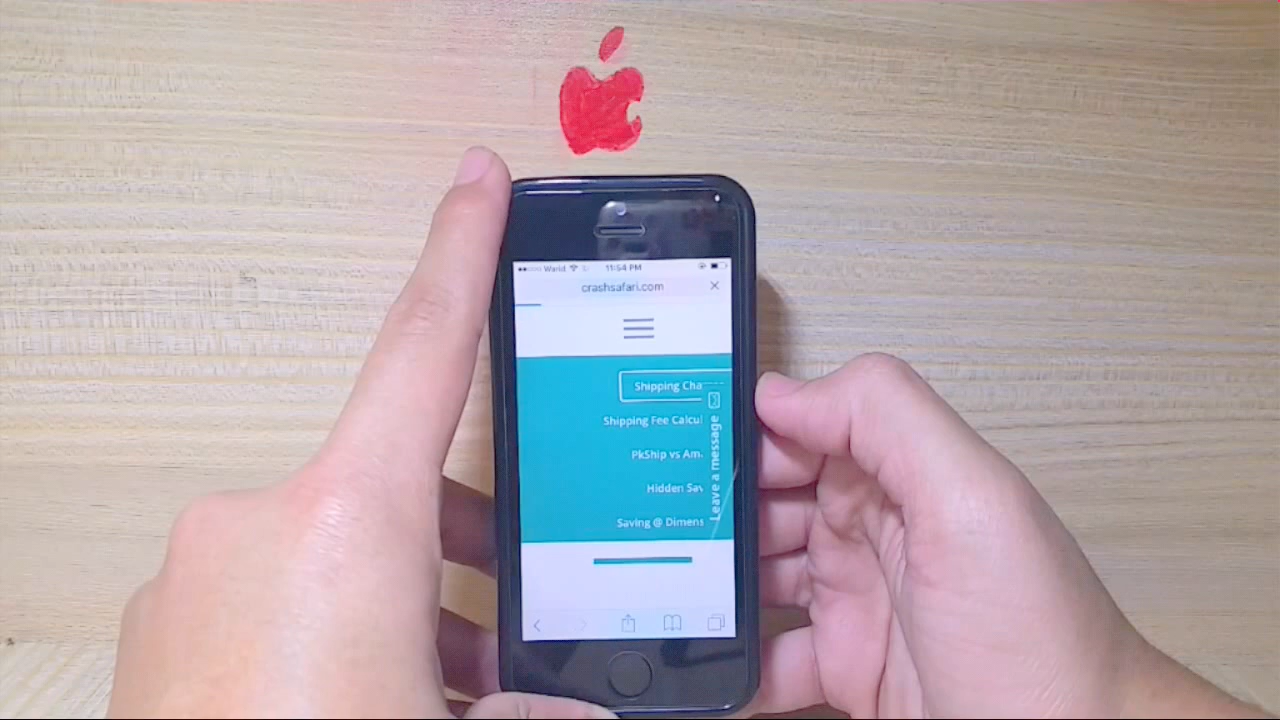 Warid 11:54 PM
crashsafari.com
Shipping Cha
Shipping Fee Calcul
PkShip vs Am
Hidden Sav
Saving @ Dimens
Leave a message